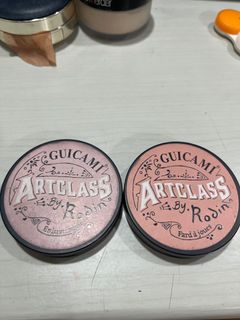 GUICAMI
ARTCLASS
By. Rodin
GUICAMI
ARTCLASS
By. Rodin
Fard à joues